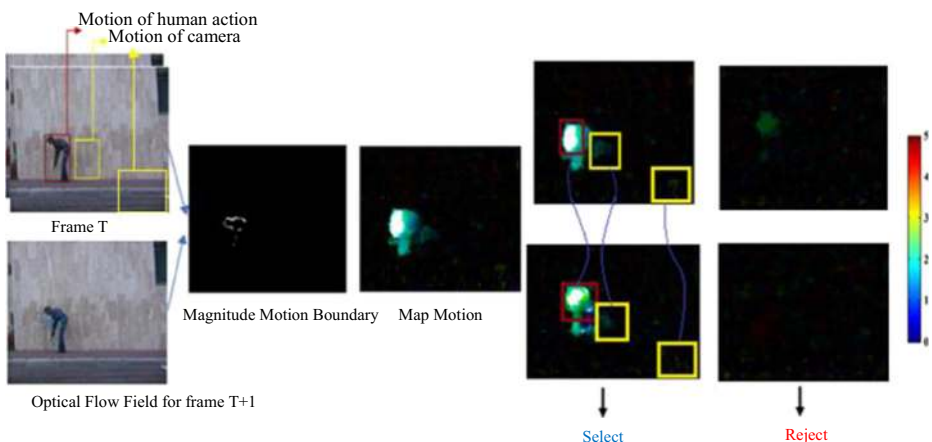 Motion of human action
Motion of camera
Frame T
Optical Flow Field for frame T+1
Magnitude Motion Boundary
Map Motion
Select
Reject
5
4
3
2
1
0